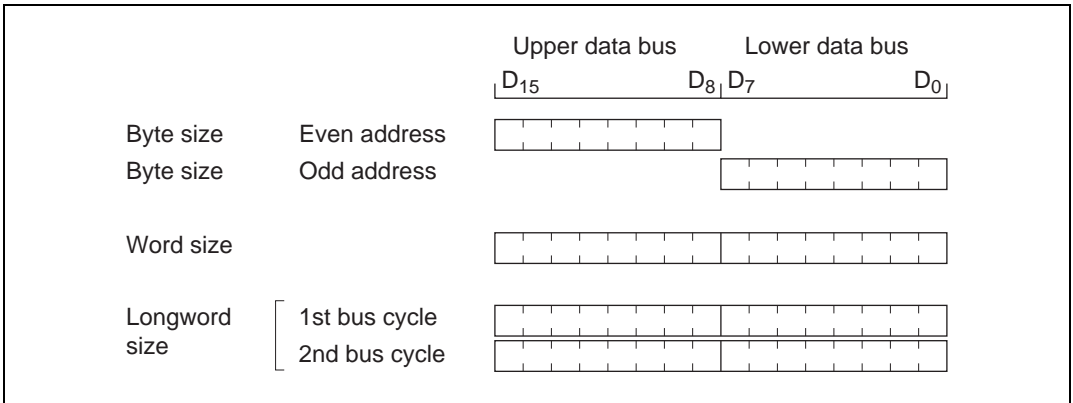 Upper data bus Lower data bus
D15 D8 D7 D0
Byte size Even address
Byte size Odd address
Word size
Longword size 1st bus cycle
2nd bus cycle